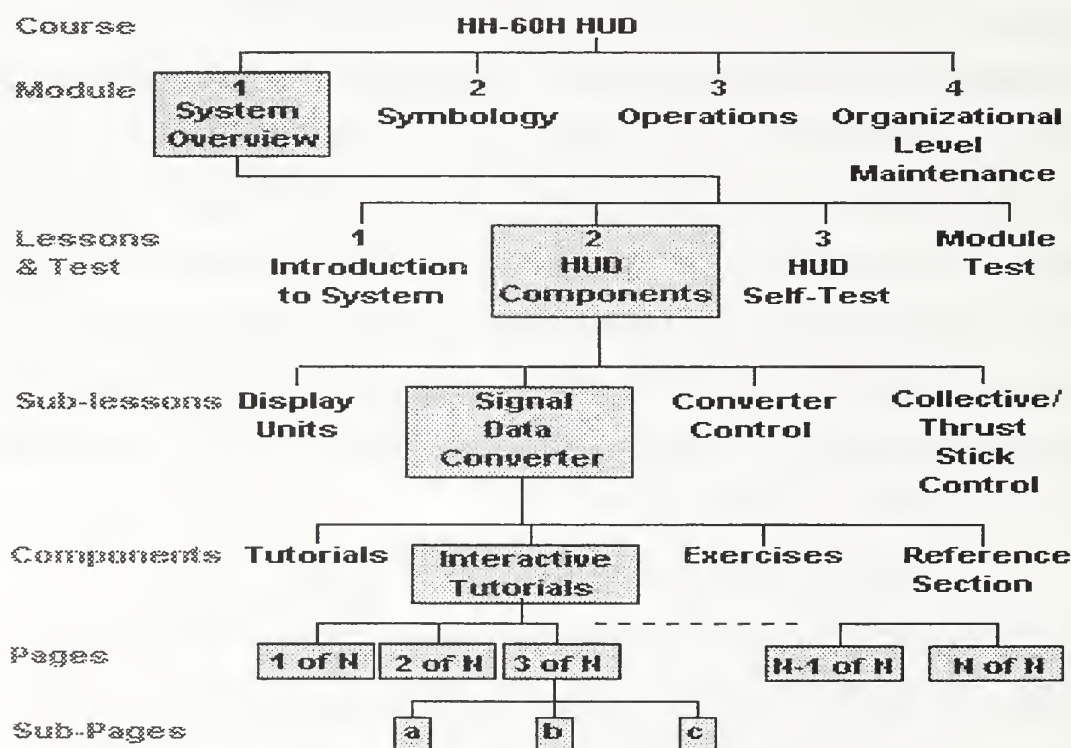 Course HH-60H HUD
Module 1 2 3 4
System Overview Symbology Operations Organizational Level Maintenance
Lessons & Test 1 2 3 Module Test
Introduction to System HUD Components HUD Self-Test
Sub-lessons Display Units Signal Data Converter Converter Control Collective/ Thrust Stick Control
Components Tutorials Interactive Tutorials Exercises Reference Section
Pages 1 of N 2 of N 3 of N N-1 of N N of N
Sub-Pages a b c